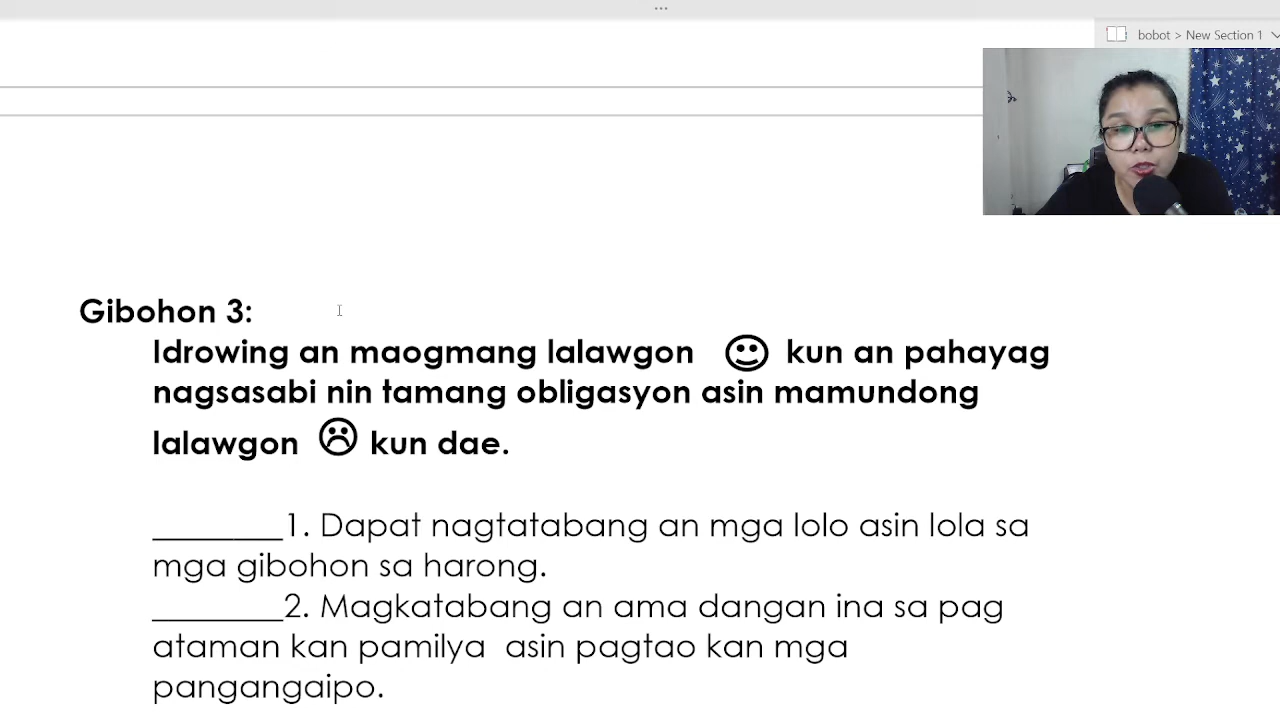 bobot > New Section 1
Gibohon 3:
Idrowing an maogmang lalawgon kun an pahayag
nagsasabi nin tamang obligasyon asin mamundong
lalawgon kun dae.
________1. Dapat nagtatabang an mga lolo asin lola sa
mga gibohon sa harong.
________2. Magkatabang an ama dangan ina sa pag
ataman kan pamilya asin pagtao kan mga
pangangaipo.